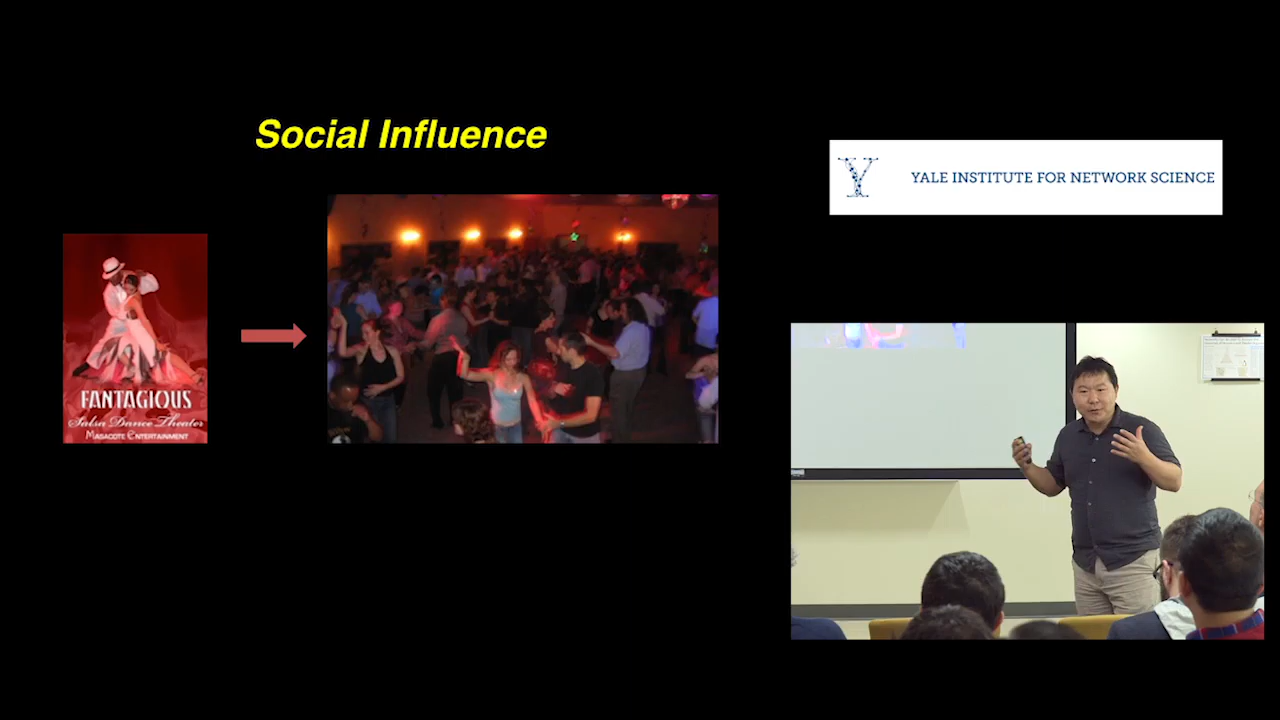 Social Influence
YALE INSTITUTE FOR NETWORK SCIENCE
FANTAGIOUS
Salsa Dance Theater
MASACOTE ENTERTAINMENT